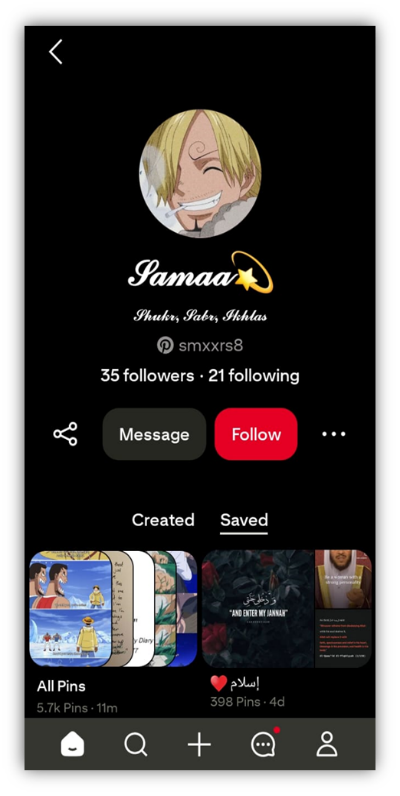 𝓢𝓪𝓶𝓪𝓪💫
𝓢𝓱𝓾𝓴𝓻, 𝓢𝓪𝓫𝓻, 𝓘𝓴𝓱𝓵𝓪𝓼
smxxrs8
35 followers · 21 following
Message
Follow
Created
Saved
y Diary
"AND ENTER MY JANNAH"
All Pins
5.7k Pins · 11m
إسلام❤️
398 Pins · 4d